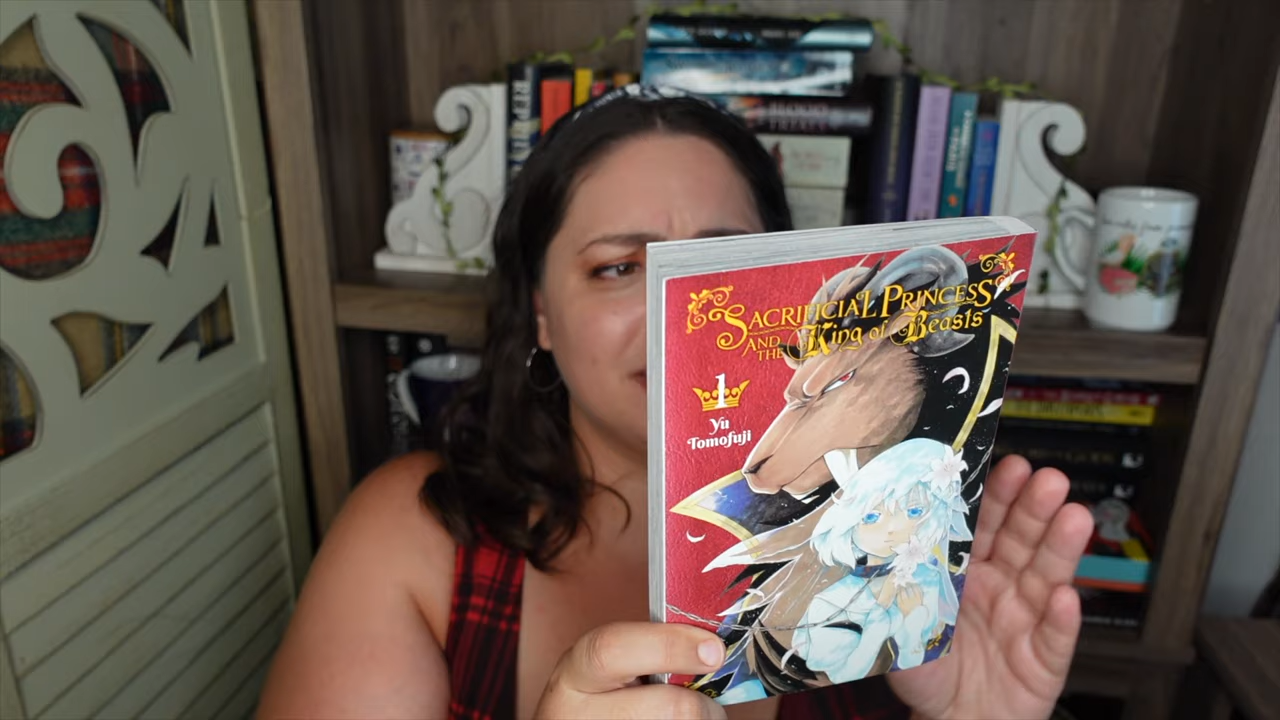 SACRIFICIAL PRINCESS
AND THE King of Beasts
1
Yu
Tomofuji